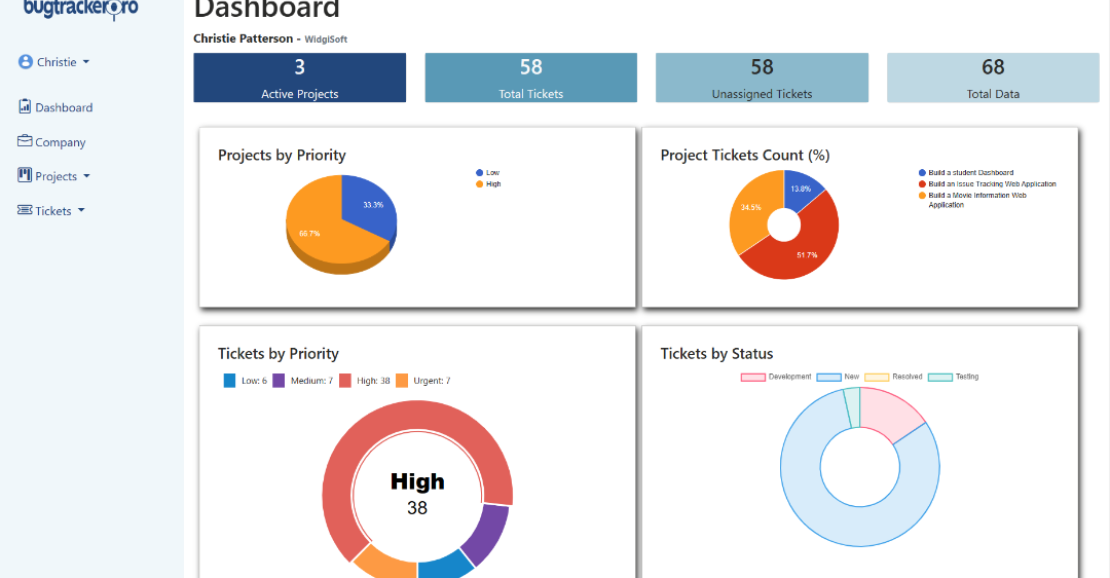 bugtrackerpro
Dashboard
Christie Patterson - WidgiSoft
Christie
Dashboard
Company
Projects
Tickets
3
Active Projects
58
Total Tickets
58
Unassigned Tickets
68
Total Data
Projects by Priority
Low
High
33.3%
66.7%
Project Tickets Count (%)
Build a student Dashboard
Build an Issue Tracking Web Application
Build a Movie Information Web
Application
13.8%
34.5%
51.7%
Tickets by Priority
Low: 6 Medium: 7 High: 38 Urgent: 7
High
38
Tickets by Status
Development New Resolved Testing